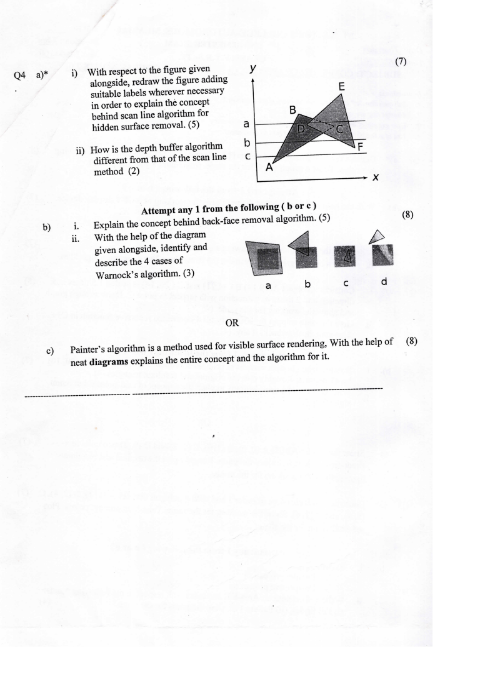 Q4 a)* i) With respect to the figure given (7)
alongside, redraw the figure adding
suitable labels wherever necessary
in order to explain the concept
behind scan line algorithm for
hidden surface removal. (5)
ii) How is the depth buffer algorithm
different from that of the scan line
method (2)
y
E
B
a
D C
b
F
c
A
x
Attempt any 1 from the following ( b or c )
b) i. Explain the concept behind back-face removal algorithm. (5) (8)
ii. With the help of the diagram
given alongside, identify and
describe the 4 cases of
Warnock's algorithm. (3)
a b c d
OR
c) Painter's algorithm is a method used for visible surface rendering, With the help of (8)
neat diagrams explains the entire concept and the algorithm for it.